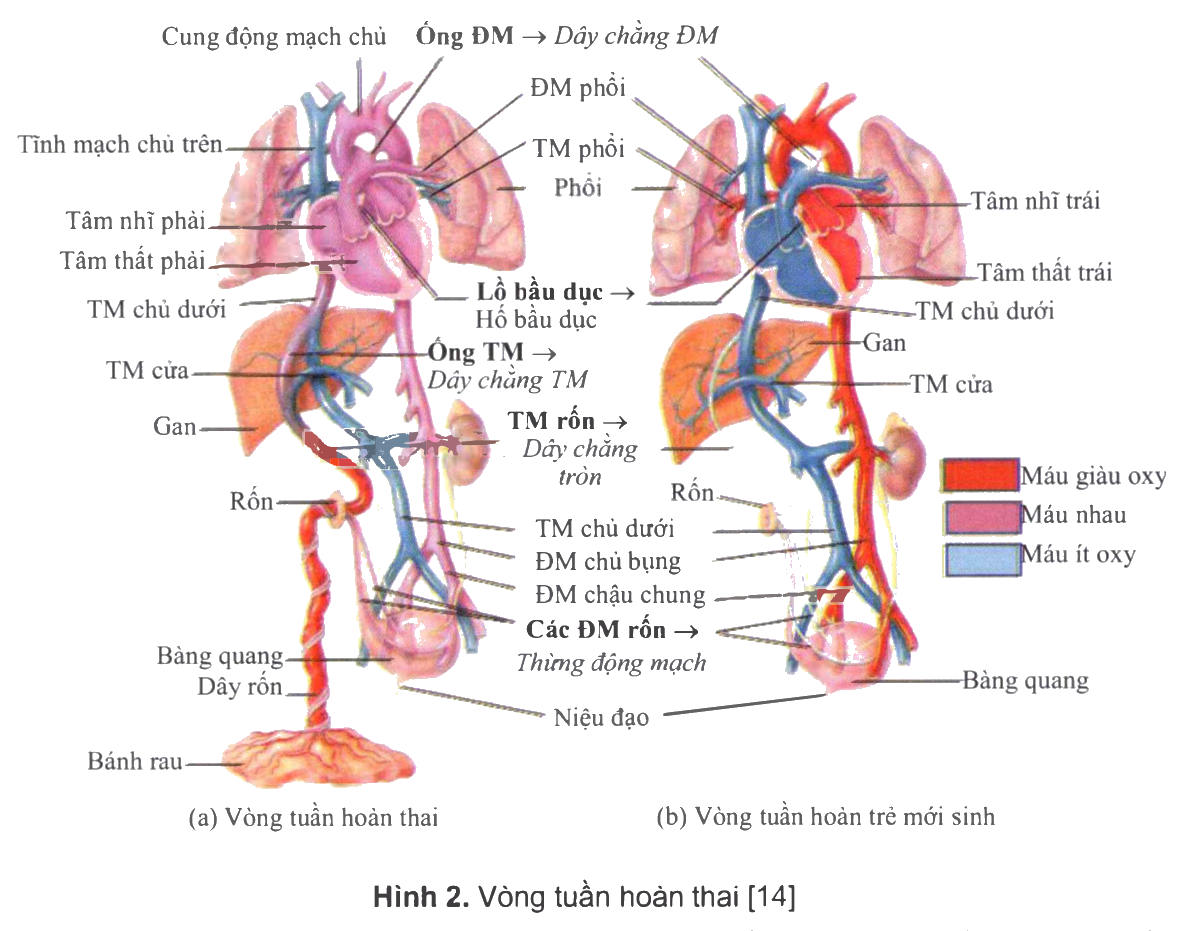 Cung động mạch chủ
Ống ĐM → Dây chằng ĐM
ĐM phổi
Tĩnh mạch chủ trên
TM phổi
Phổi
Tâm nhĩ phải
Tâm nhĩ trái
Tâm thất phải
Tâm thất trái
TM chủ dưới
Lồ bầu dục →
Hố bầu dục
TM chủ dưới
Ống TM →
Dây chằng TM
Gan
TM cửa
TM cửa
Gan
TM rốn →
Dây chằng
tròn
Rốn
Rốn
Máu giàu oxy
Máu nhau
Máu ít oxy
TM chủ dưới
ĐM chủ bụng
ĐM chậu chung
Các ĐM rốn →
Thừng động mạch
Bàng quang
Dây rốn
Bàng quang
Niệu đạo
Bánh rau
(a) Vòng tuần hoàn thai
(b) Vòng tuần hoàn trẻ mới sinh
Hình 2. Vòng tuần hoàn thai [14]